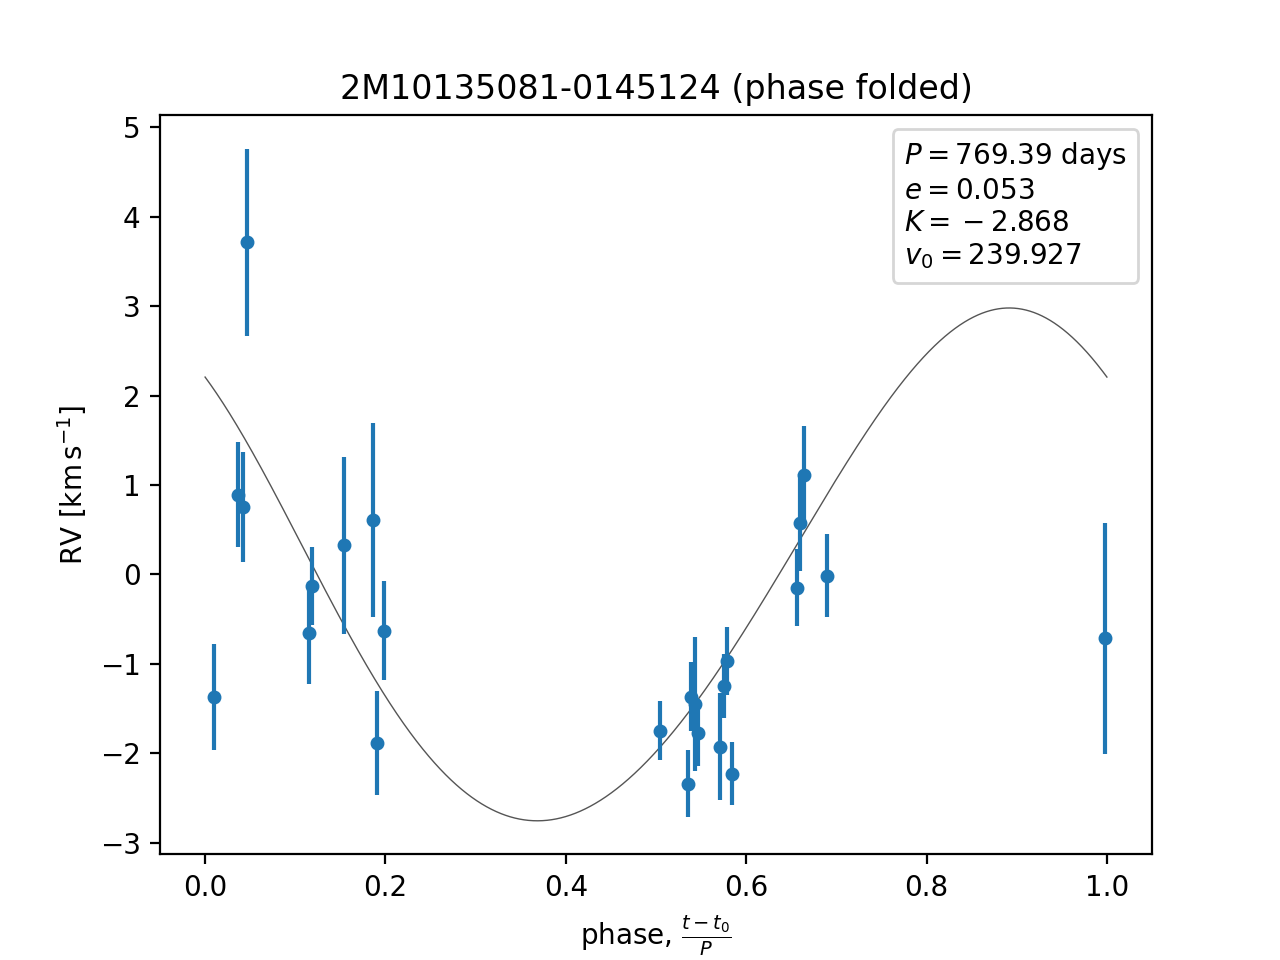 2M10135081-0145124 (phase folded)
P = 769.39 days
e = 0.053
K = −2.868
v₀ = 239.927
5
4
3
2
1
0
−1
−2
−3
RV [km s⁻¹]
0.0 0.2 0.4 0.6 0.8 1.0
phase, (t − t₀)/P